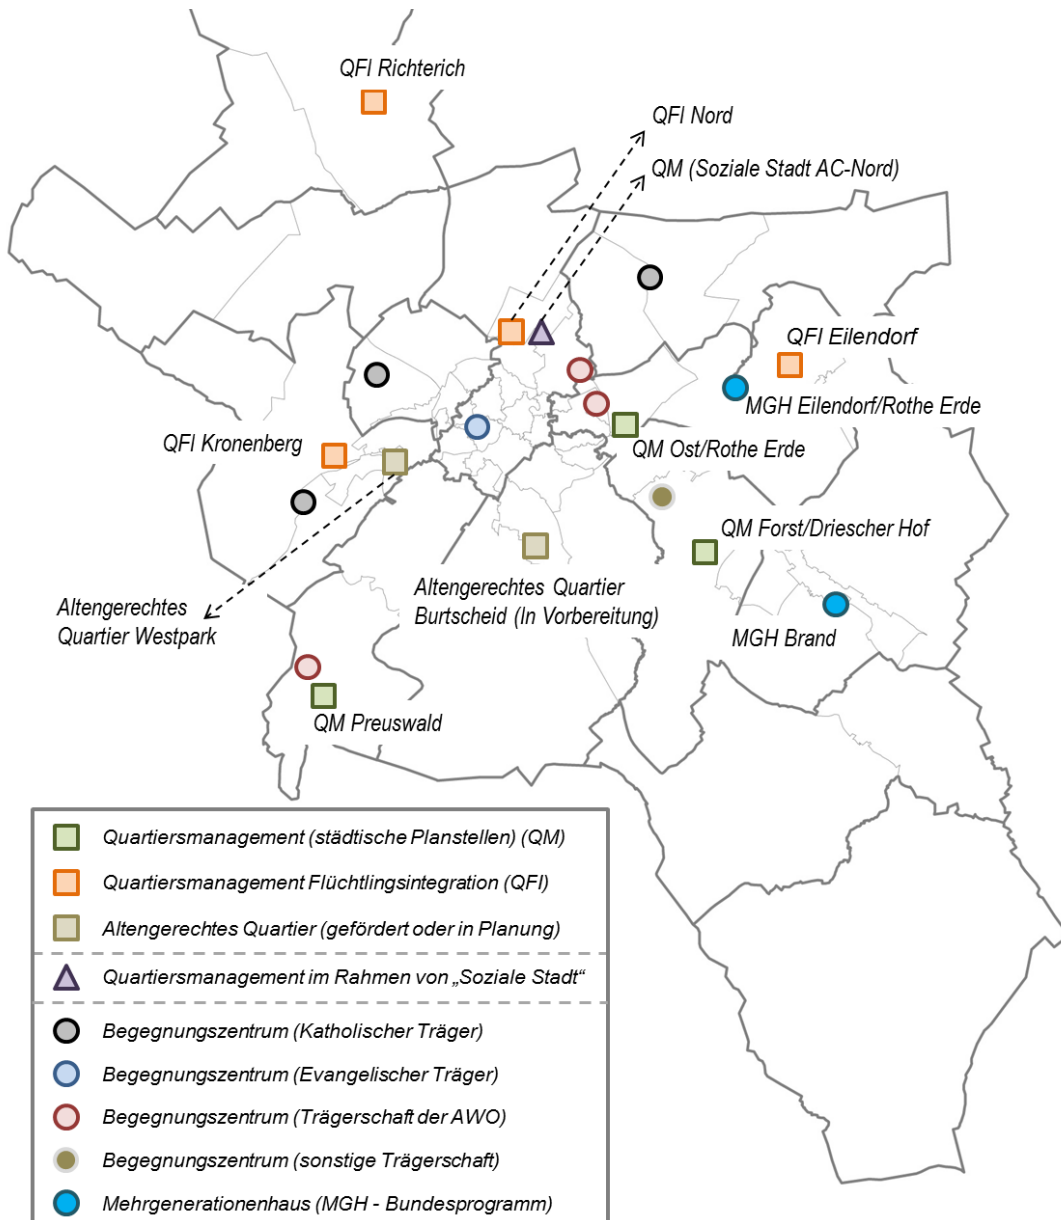 QFI Richterich
QFI Nord
QM (Soziale Stadt AC-Nord)
QFI Eilendorf
MGH Eilendorf/Rothe Erde
QFI Kronenberg
QM Ost/Rothe Erde
QM Forst/Driescher Hof
Altengerechtes Quartier
Burtscheid (In Vorbereitung)
Altengerechtes
Quartier Westpark
MGH Brand
QM Preuswald
Quartiersmanagement (städtische Planstellen) (QM)
Quartiersmanagement Flüchtlingsintegration (QFI)
Altengerechtes Quartier (gefördert oder in Planung)
Quartiersmanagement im Rahmen von „Soziale Stadt“
Begegnungszentrum (Katholischer Träger)
Begegnungszentrum (Evangelischer Träger)
Begegnungszentrum (Trägerschaft der AWO)
Begegnungszentrum (sonstige Trägerschaft)
Mehrgenerationenhaus (MGH - Bundesprogramm)